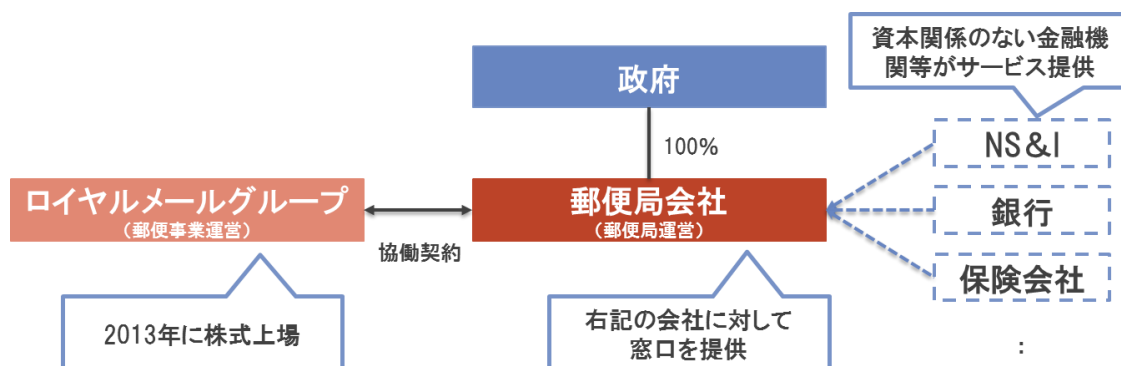 資本関係のない金融機
関等がサービス提供
政府
100%
NS&I
ロイヤルメールグループ
（郵便事業運営）
郵便局会社
（郵便局運営）
銀行
協働契約
保険会社
2013年に株式上場
右記の会社に対して
窓口を提供
：